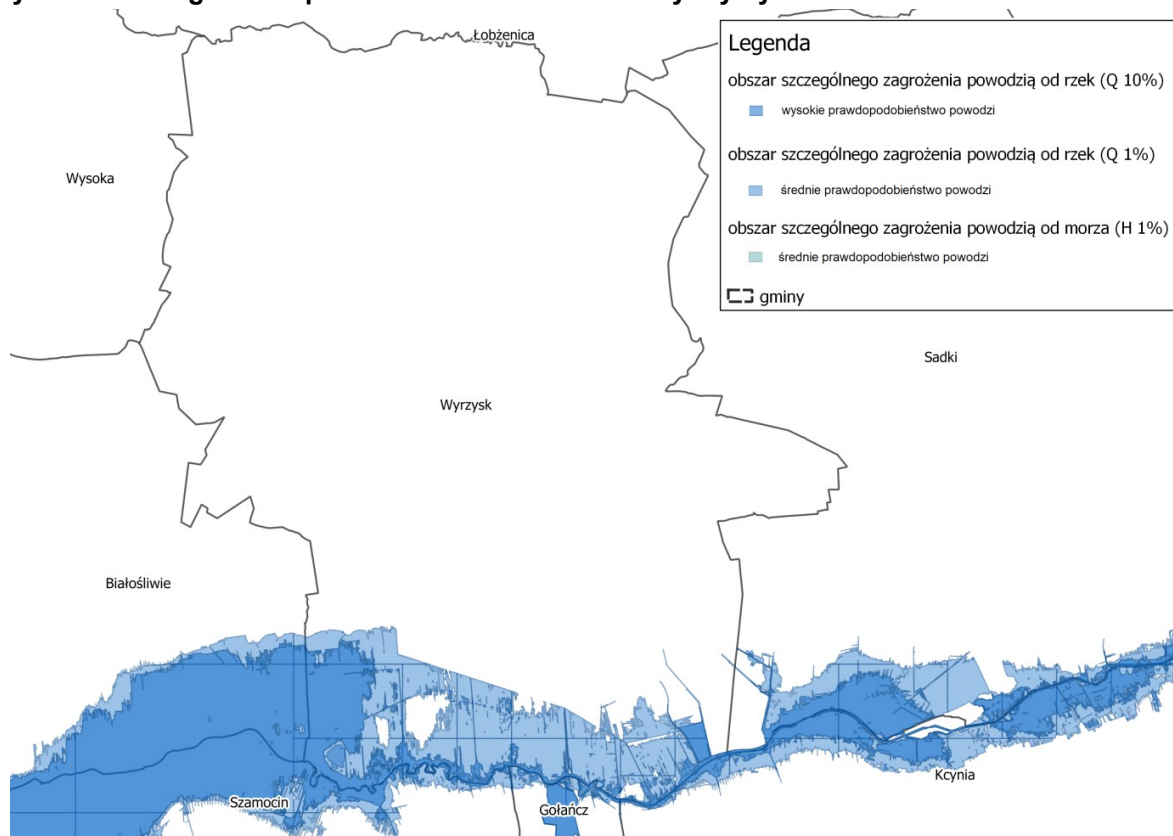 Łobżenica
Legenda
obszar szczególnego zagrożenia powodzią od rzek (Q 10%)
wysokie prawdopodobieństwo powodzi
obszar szczególnego zagrożenia powodzią od rzek (Q 1%)
średnie prawdopodobieństwo powodzi
obszar szczególnego zagrożenia powodzią od morza (H 1%)
średnie prawdopodobieństwo powodzi
gminy
Wysoka
Sadki
Wyrzysk
Białośliwie
Kcynia
Szamocin
Gołańcz